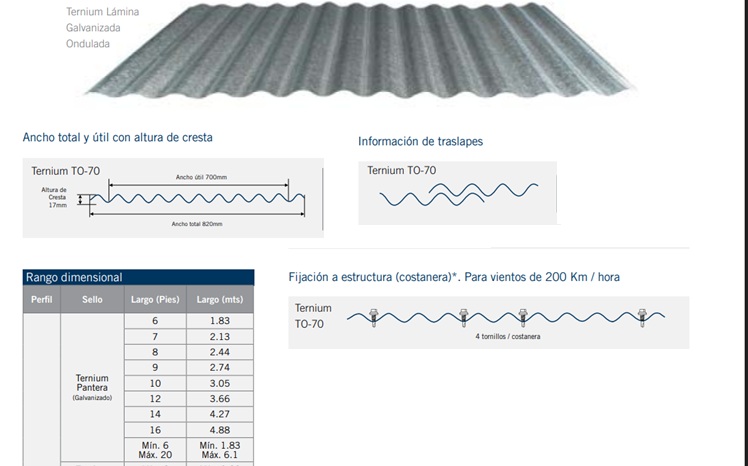 Ternium Lámina
Galvanizada
Ondulada
Ancho total y útil con altura de cresta
Información de traslapes
Ternium TO-70
Ancho útil 700mm
Altura de
Cresta
17mm
Ancho total 820mm
Ternium TO-70
Rango dimensional
Perfil Sello Largo (Pies) Largo (mts)
6 1.83
7 2.13
8 2.44
9 2.74
Ternium
Pantera
(Galvanizado)
10 3.05
12 3.66
14 4.27
16 4.88
Mín. 6 Mín. 1.83
Máx. 20 Máx. 6.1
Fijación a estructura (costanera)*. Para vientos de 200 Km / hora
Ternium
TO-70
4 tornillos / costanera